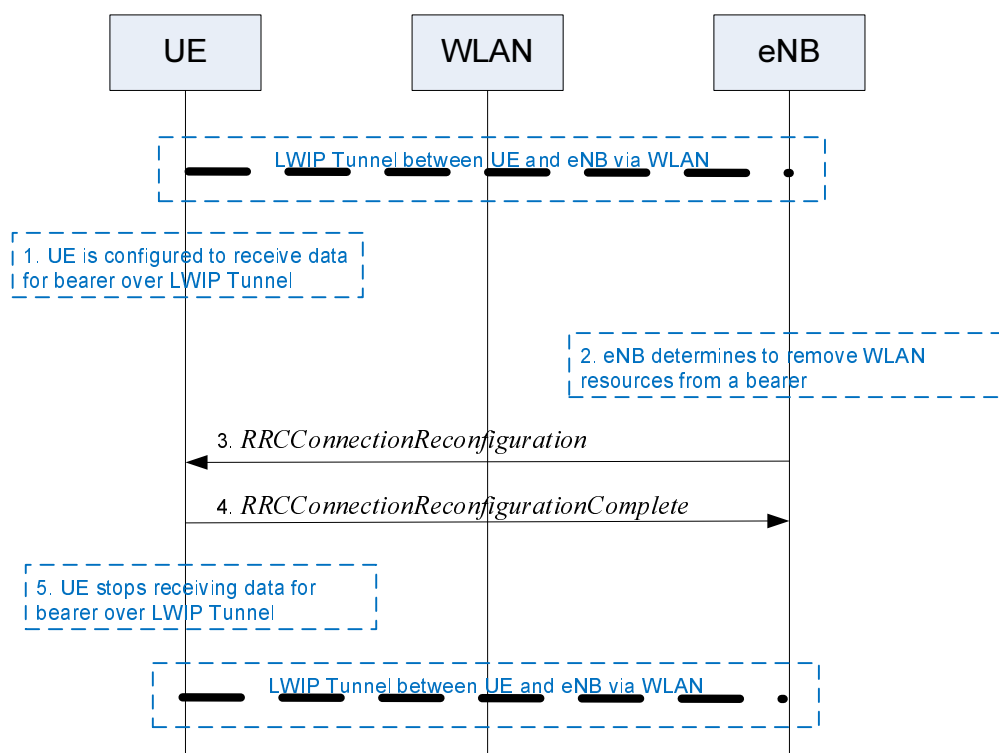 UE
WLAN
eNB
LWIP Tunnel between UE and eNB via WLAN
1. UE is configured to receive data
for bearer over LWIP Tunnel
2. eNB determines to remove WLAN
resources from a bearer
3. RRCConnectionReconfiguration
4. RRCConnectionReconfigurationComplete
5. UE stops receiving data for
bearer over LWIP Tunnel
LWIP Tunnel between UE and eNB via WLAN